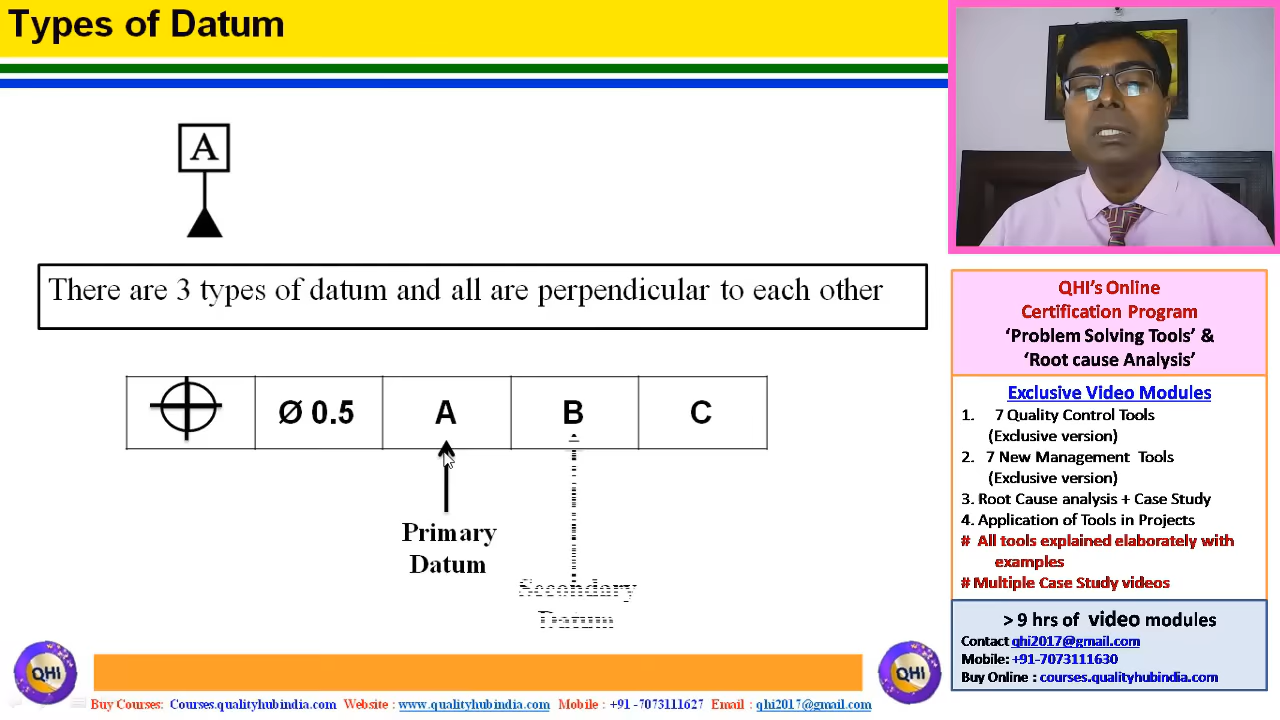 Types of Datum
A
There are 3 types of datum and all are perpendicular to each other
Ø 0.5 A B C
Primary
Datum
Secondary
Datum
QHI
QHI
Buy Courses: Courses.qualityhubindia.com Website : www.qualityhubindia.com Mobile : +91 -7073111627 Email : qhi2017@gmail.com
QHI's Online
Certification Program
'Problem Solving Tools' &
'Root cause Analysis'
Exclusive Video Modules
1. 7 Quality Control Tools
(Exclusive version)
2. 7 New Management Tools
(Exclusive version)
3. Root Cause analysis + Case Study
4. Application of Tools in Projects
# All tools explained elaborately with
examples
# Multiple Case Study videos
> 9 hrs of video modules
Contact qhi2017@gmail.com
Mobile: +91-7073111630
Buy Online : courses.qualityhubindia.com